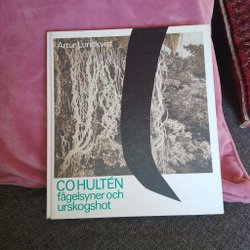 Artur Lundkvist
CO HULTÉN
fågelsyner och
urskogshot